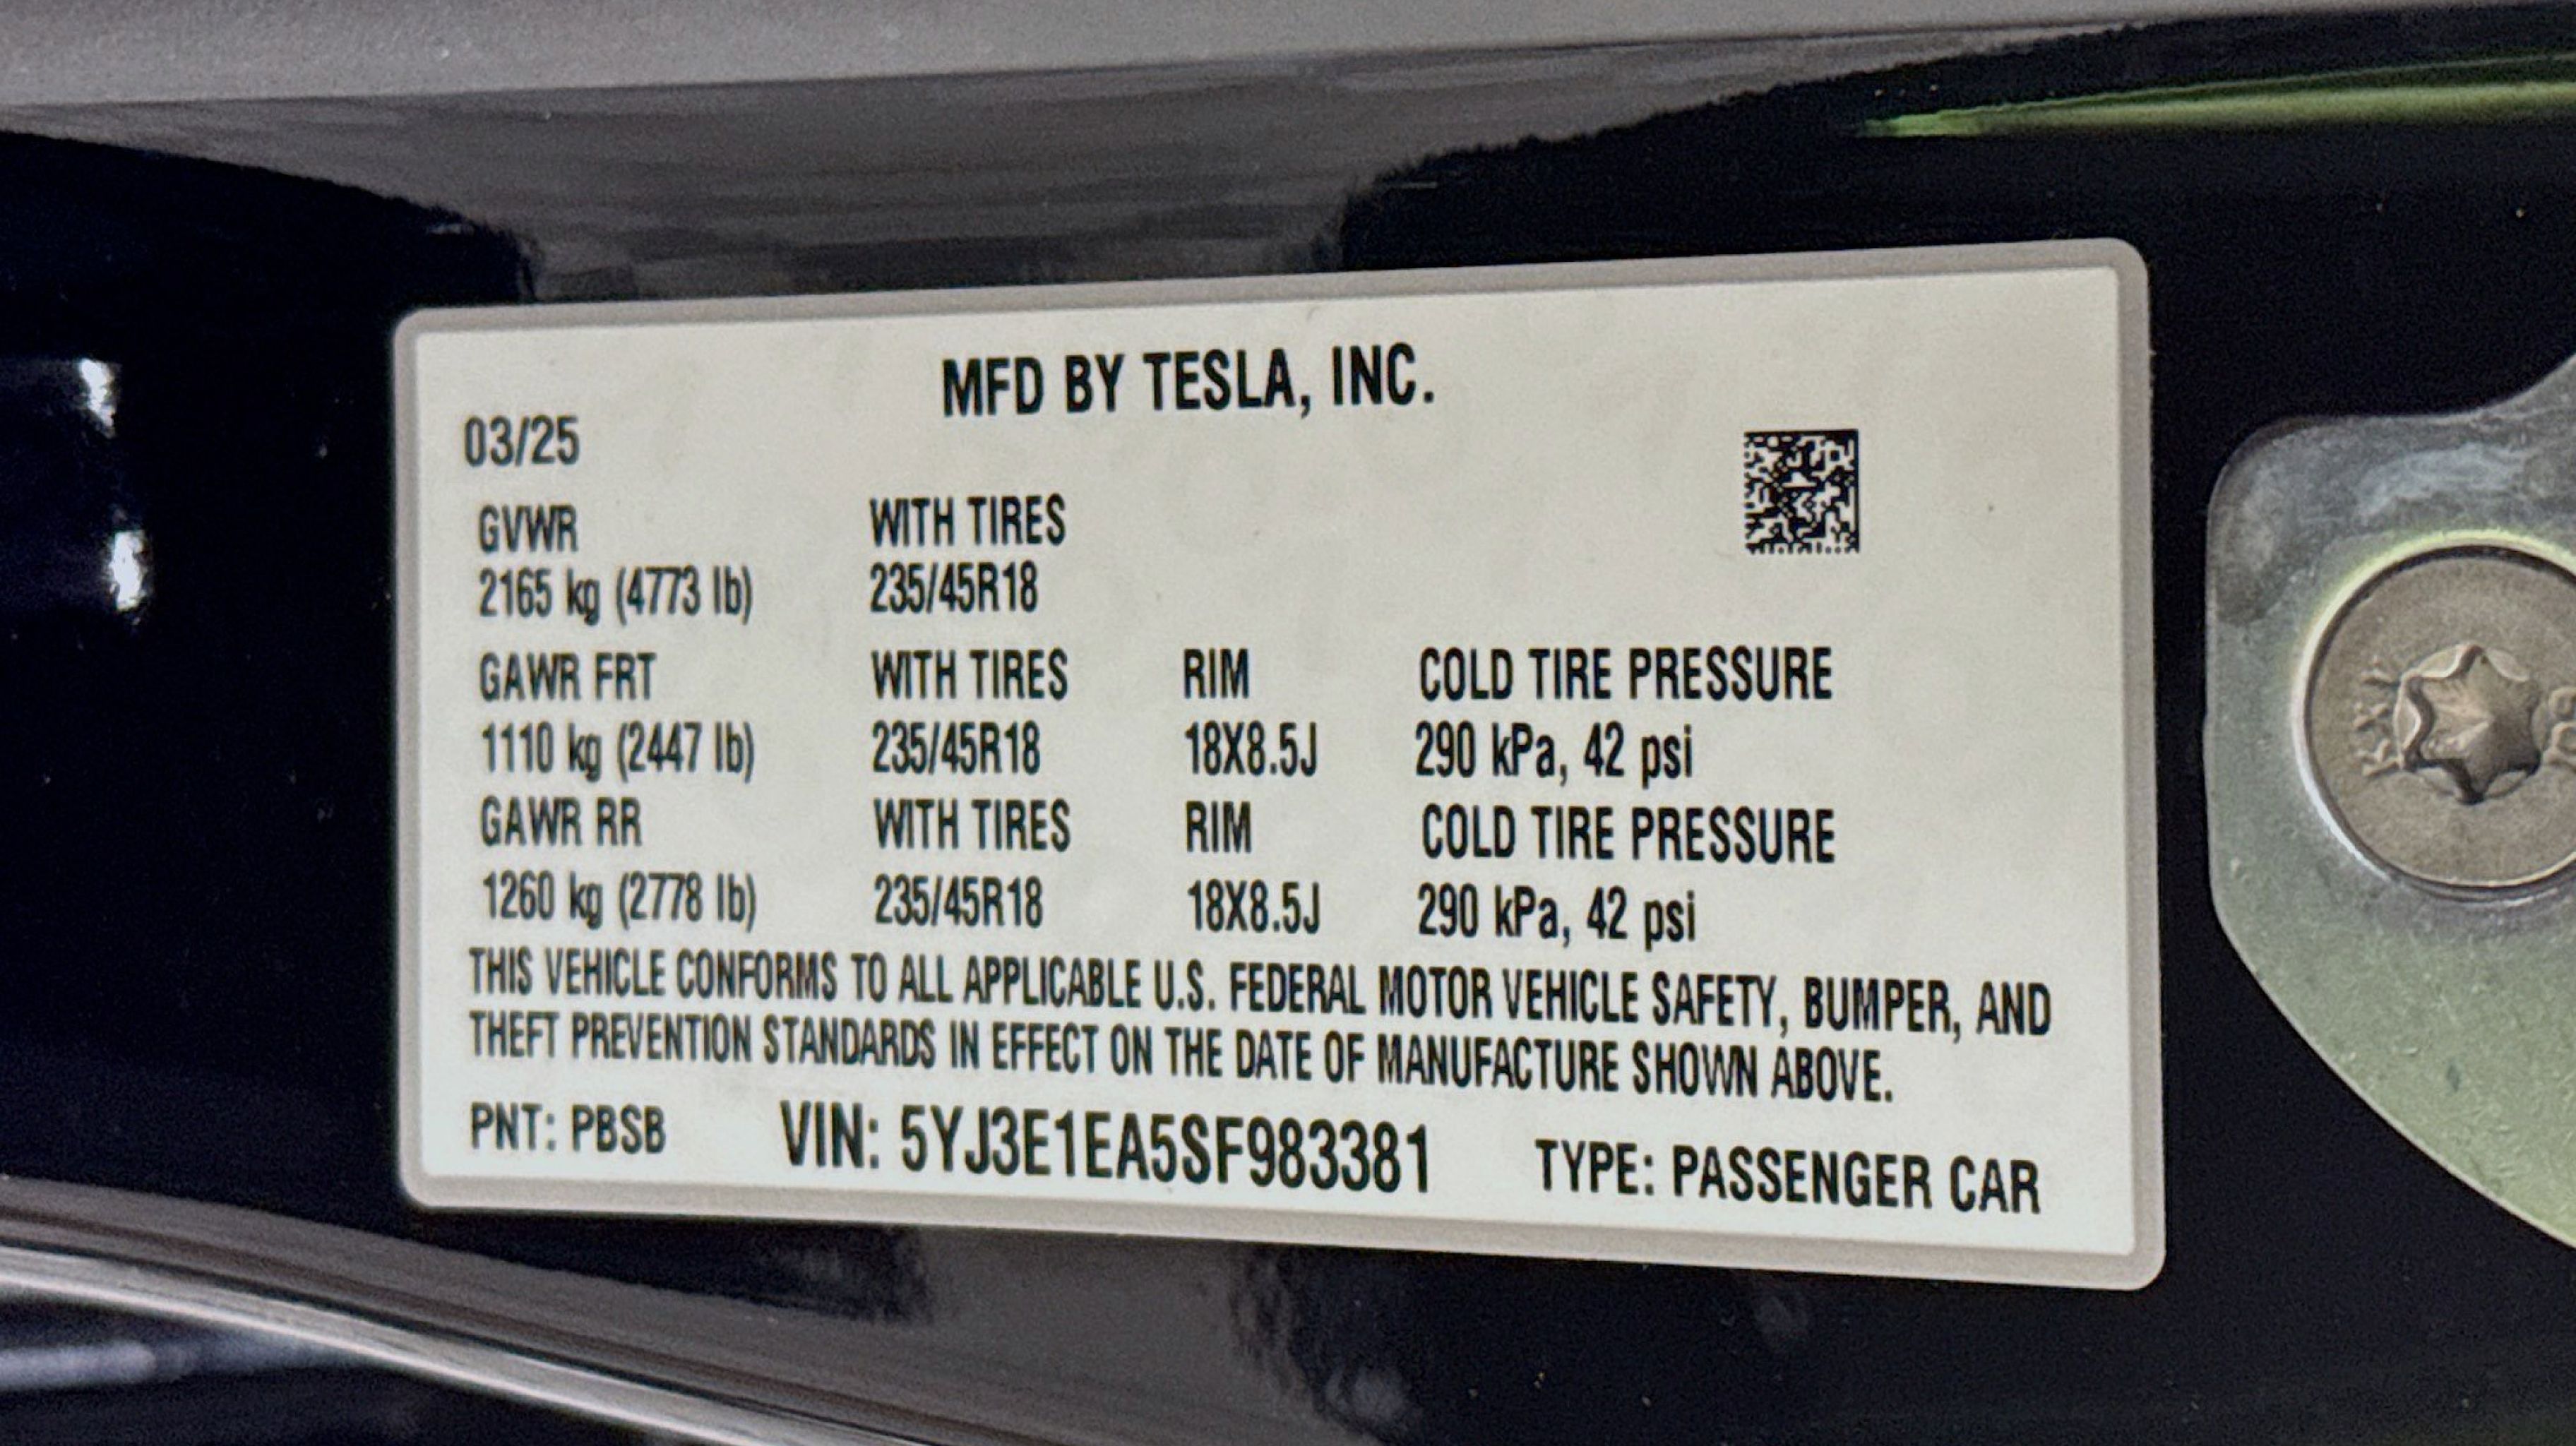 MFD BY TESLA, INC.
03/25
GVWR WITH TIRES
2165 kg (4773 lb) 235/45R18
GAWR FRT WITH TIRES RIM COLD TIRE PRESSURE
1110 kg (2447 lb) 235/45R18 18X8.5J 290 kPa, 42 psi
GAWR RR WITH TIRES RIM COLD TIRE PRESSURE
1260 kg (2778 lb) 235/45R18 18X8.5J 290 kPa, 42 psi
THIS VEHICLE CONFORMS TO ALL APPLICABLE U.S. FEDERAL MOTOR VEHICLE SAFETY, BUMPER, AND
THEFT PREVENTION STANDARDS IN EFFECT ON THE DATE OF MANUFACTURE SHOWN ABOVE.
PNT: PBSB VIN: 5YJ3E1EA5SF983381 TYPE: PASSENGER CAR